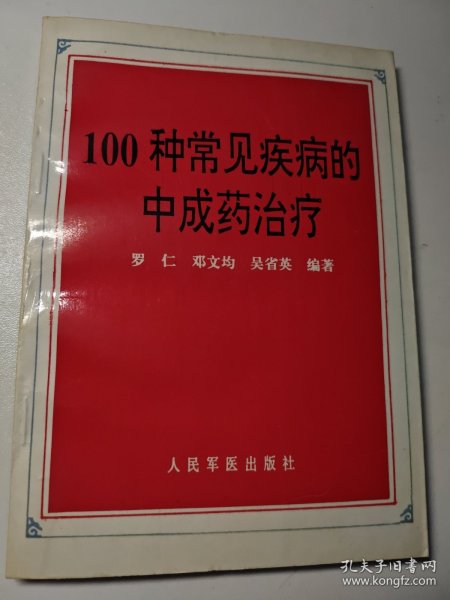 100 种常见疾病的
中成药治疗
罗 仁 邓文均 吴省英 编著
人民军医出版社
孔夫子旧书网
www.kongfz.com